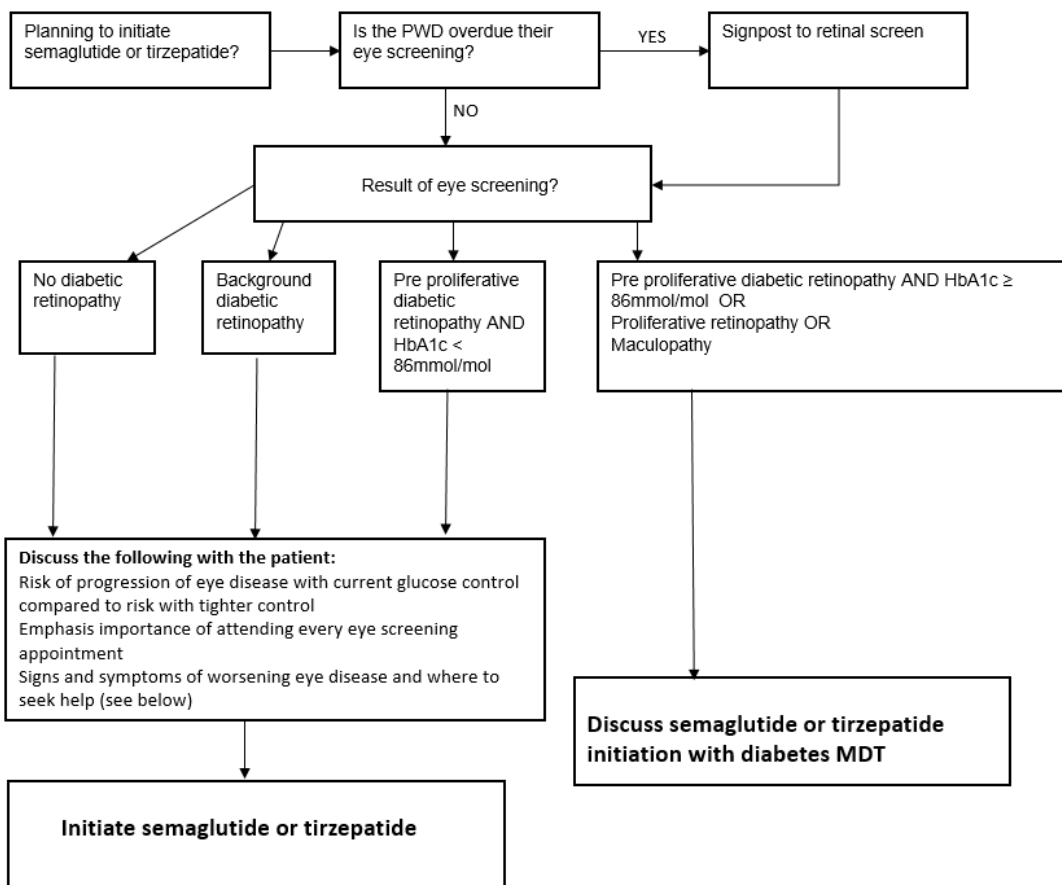 Planning to initiate
semaglutide or tirzepatide?
Is the PWD overdue their
eye screening?
YES
Signpost to retinal screen
NO
Result of eye screening?
No diabetic
retinopathy
Background
diabetic
retinopathy
Pre proliferative
diabetic
retinopathy AND
HbA1c <
86mmol/mol
Pre proliferative diabetic retinopathy AND HbA1c ≥
86mmol/mol OR
Proliferative retinopathy OR
Maculopathy
Discuss the following with the patient:
Risk of progression of eye disease with current glucose control
compared to risk with tighter control
Emphasis importance of attending every eye screening
appointment
Signs and symptoms of worsening eye disease and where to
seek help (see below)
Discuss semaglutide or tirzepatide
initiation with diabetes MDT
Initiate semaglutide or tirzepatide